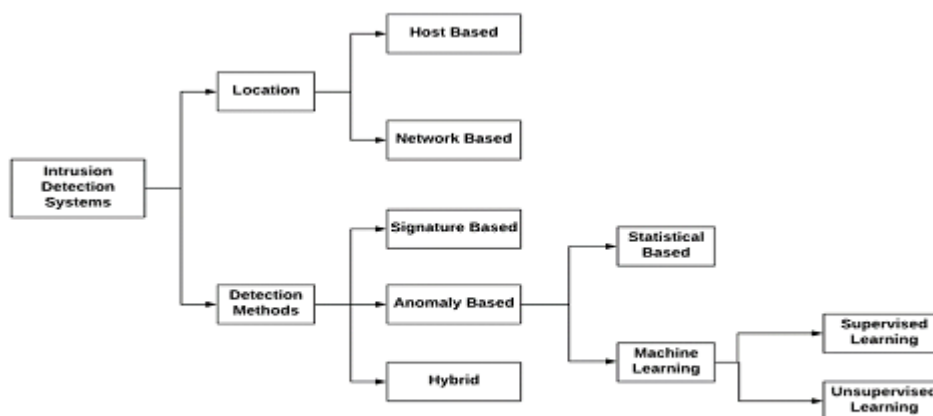 Host Based
Location
Network Based
Intrusion
Detection
Systems
Signature Based
Statistical
Based
Detection
Methods
Anomaly Based
Machine
Learning
Supervised
Learning
Hybrid
Unsupervised
Learning